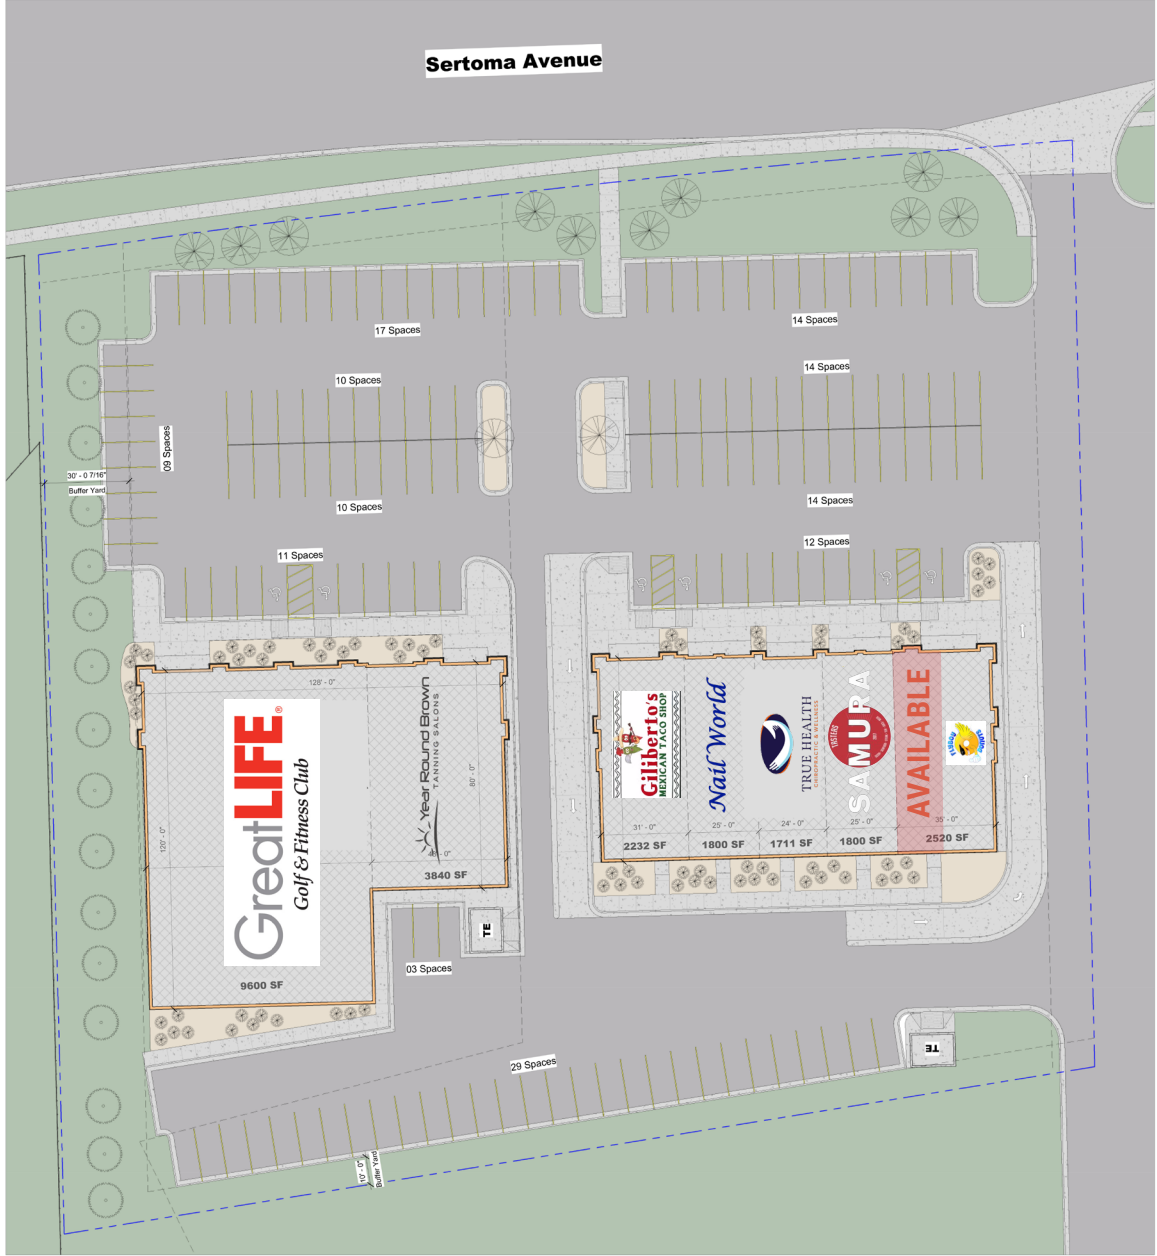 Sertoma Avenue
17 Spaces
14 Spaces
10 Spaces
14 Spaces
09 Spaces
30' - 0 7/16"
Buffer Yard
10 Spaces
14 Spaces
11 Spaces
12 Spaces
128' - 0"
120' - 0"
GreatLIFE®
Golf & Fitness Club
9600 SF
Year Round Brown
TANNING SALONS
80' - 0"
3840 SF
TE
03 Spaces
Giliberto's
MEXICAN TACO SHOP
31' - 0"
2232 SF
Nail World
25' - 0"
1800 SF
TRUE HEALTH
CHIROPRACTIC & WELLNESS
24' - 0"
1711 SF
SAMURA
25' - 0"
1800 SF
AVAILABLE
35' - 0"
2520 SF
29 Spaces
TE
10' - 0"
Buffer Yard